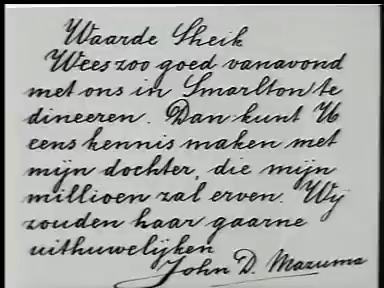 Waarde Sheik
Wees zoo goed vanavond
met ons in Smarlton te
dineeren. Dan kunt U
eens kennis maken met
mijn dochter, die mijn
millioen zal erven. Wij
zouden haar gaarne
uithuwelijken
John D. Mazuma